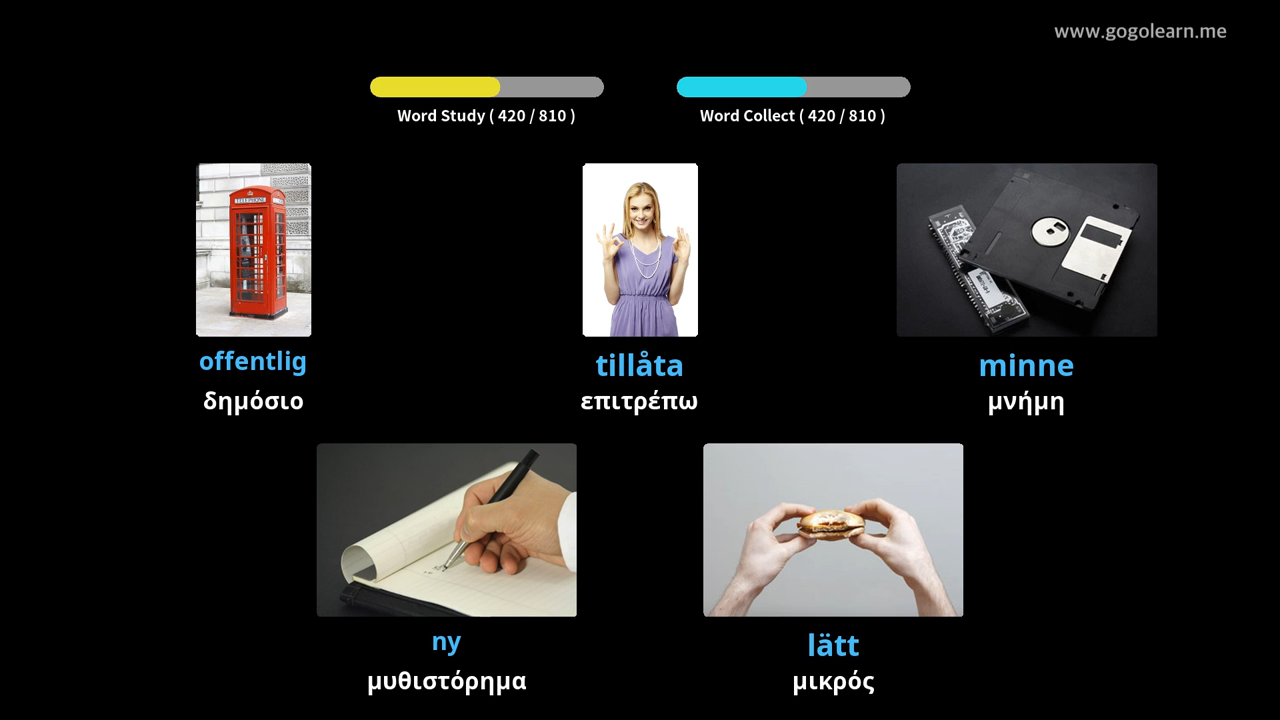 www.gogolearn.me
Word Study ( 420 / 810 )
Word Collect ( 420 / 810 )
TELEPHONE
offentlig
δημόσιο
tillåta
επιτρέπω
minne
μνήμη
ny
μυθιστόρημα
lätt
μικρός